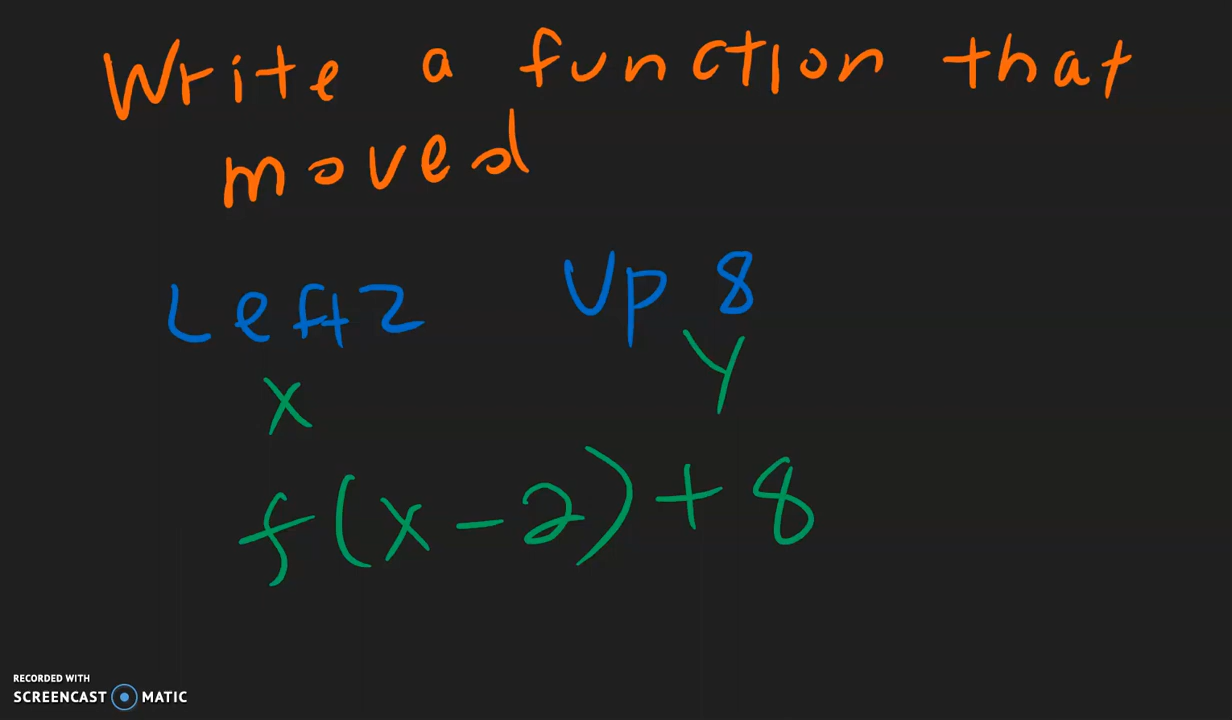 Write a function that
moved
Left 2 Up 8
x y
f(x-2)+8
RECORDED WITH
SCREENCAST MATIC